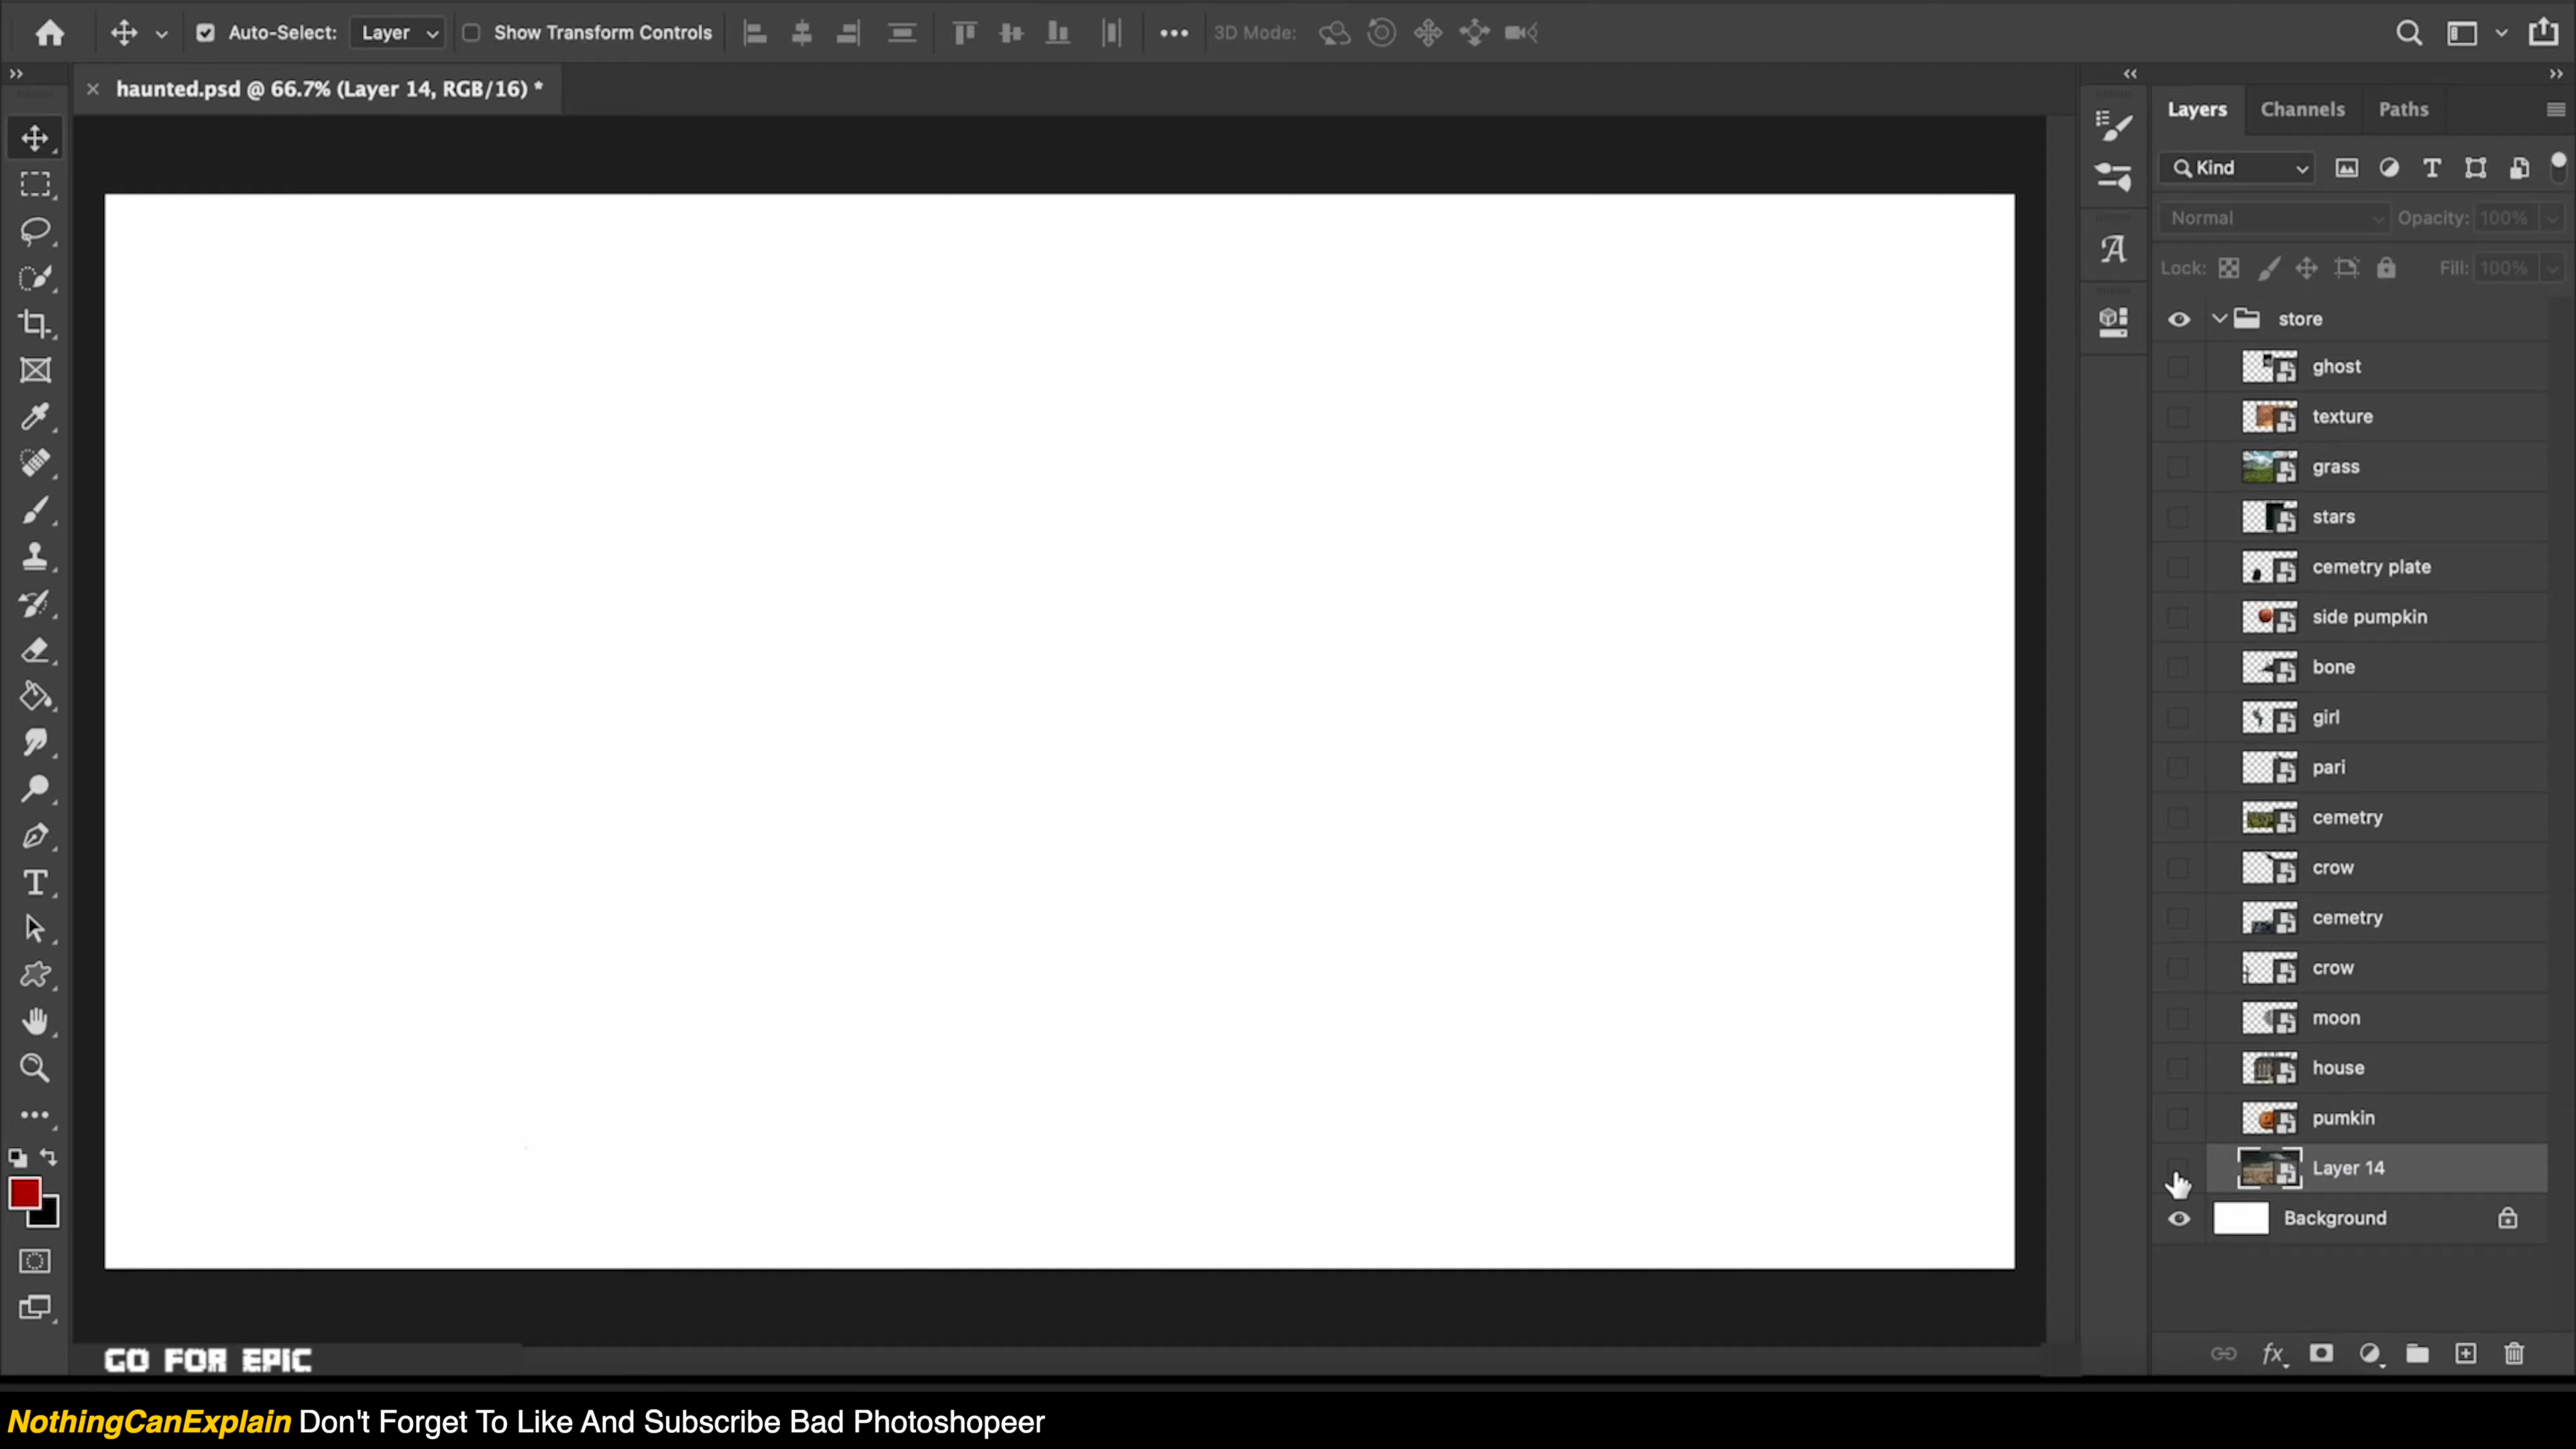 Auto-Select: Layer Show Transform Controls 3D Mode:
haunted.psd @ 66.7% (Layer 14, RGB/16) *
Layers Channels Paths
Kind
Normal Opacity: 100%
Lock: Fill: 100%
store
ghost
texture
grass
stars
cemetry plate
side pumpkin
bone
girl
pari
cemetry
crow
cemetry
crow
moon
house
pumkin
Layer 14
Background
fx
GO FOR EPIC
NothingCanExplain Don't Forget To Like And Subscribe Bad Photoshopeer